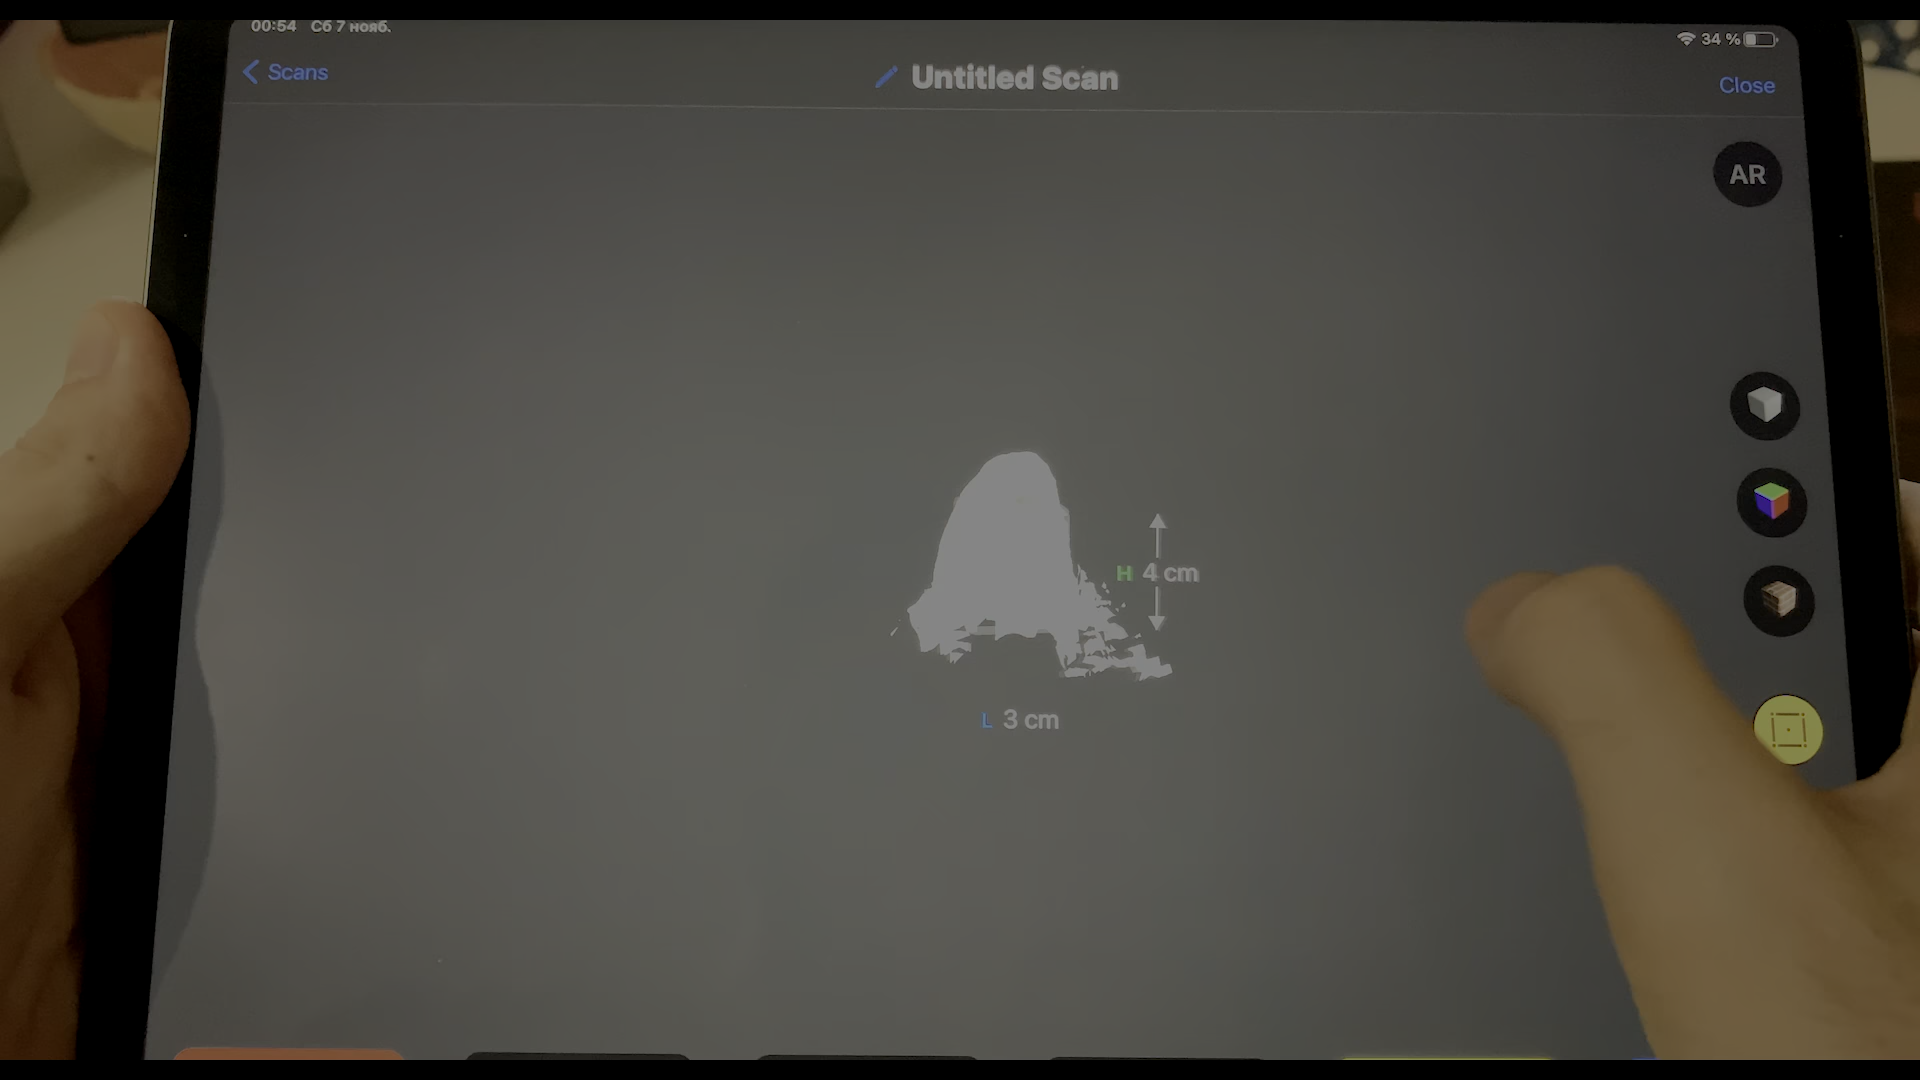 00:54 Сб 7 нояб.
34 %
Scans
Untitled Scan
Close
AR
H 4 cm
L 3 cm